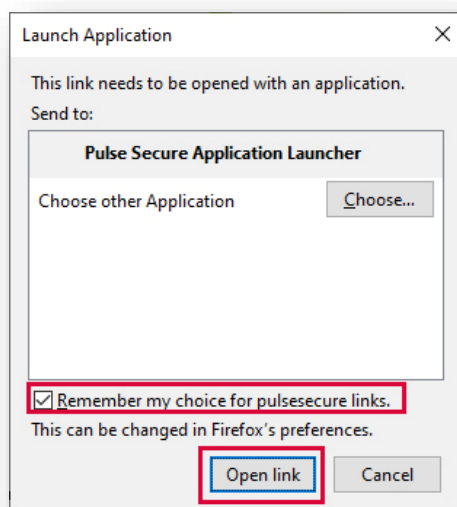 Launch Application
This link needs to be opened with an application.
Send to:
Pulse Secure Application Launcher
Choose other Application
Choose...
Remember my choice for pulsesecure links.
This can be changed in Firefox's preferences.
Open link
Cancel